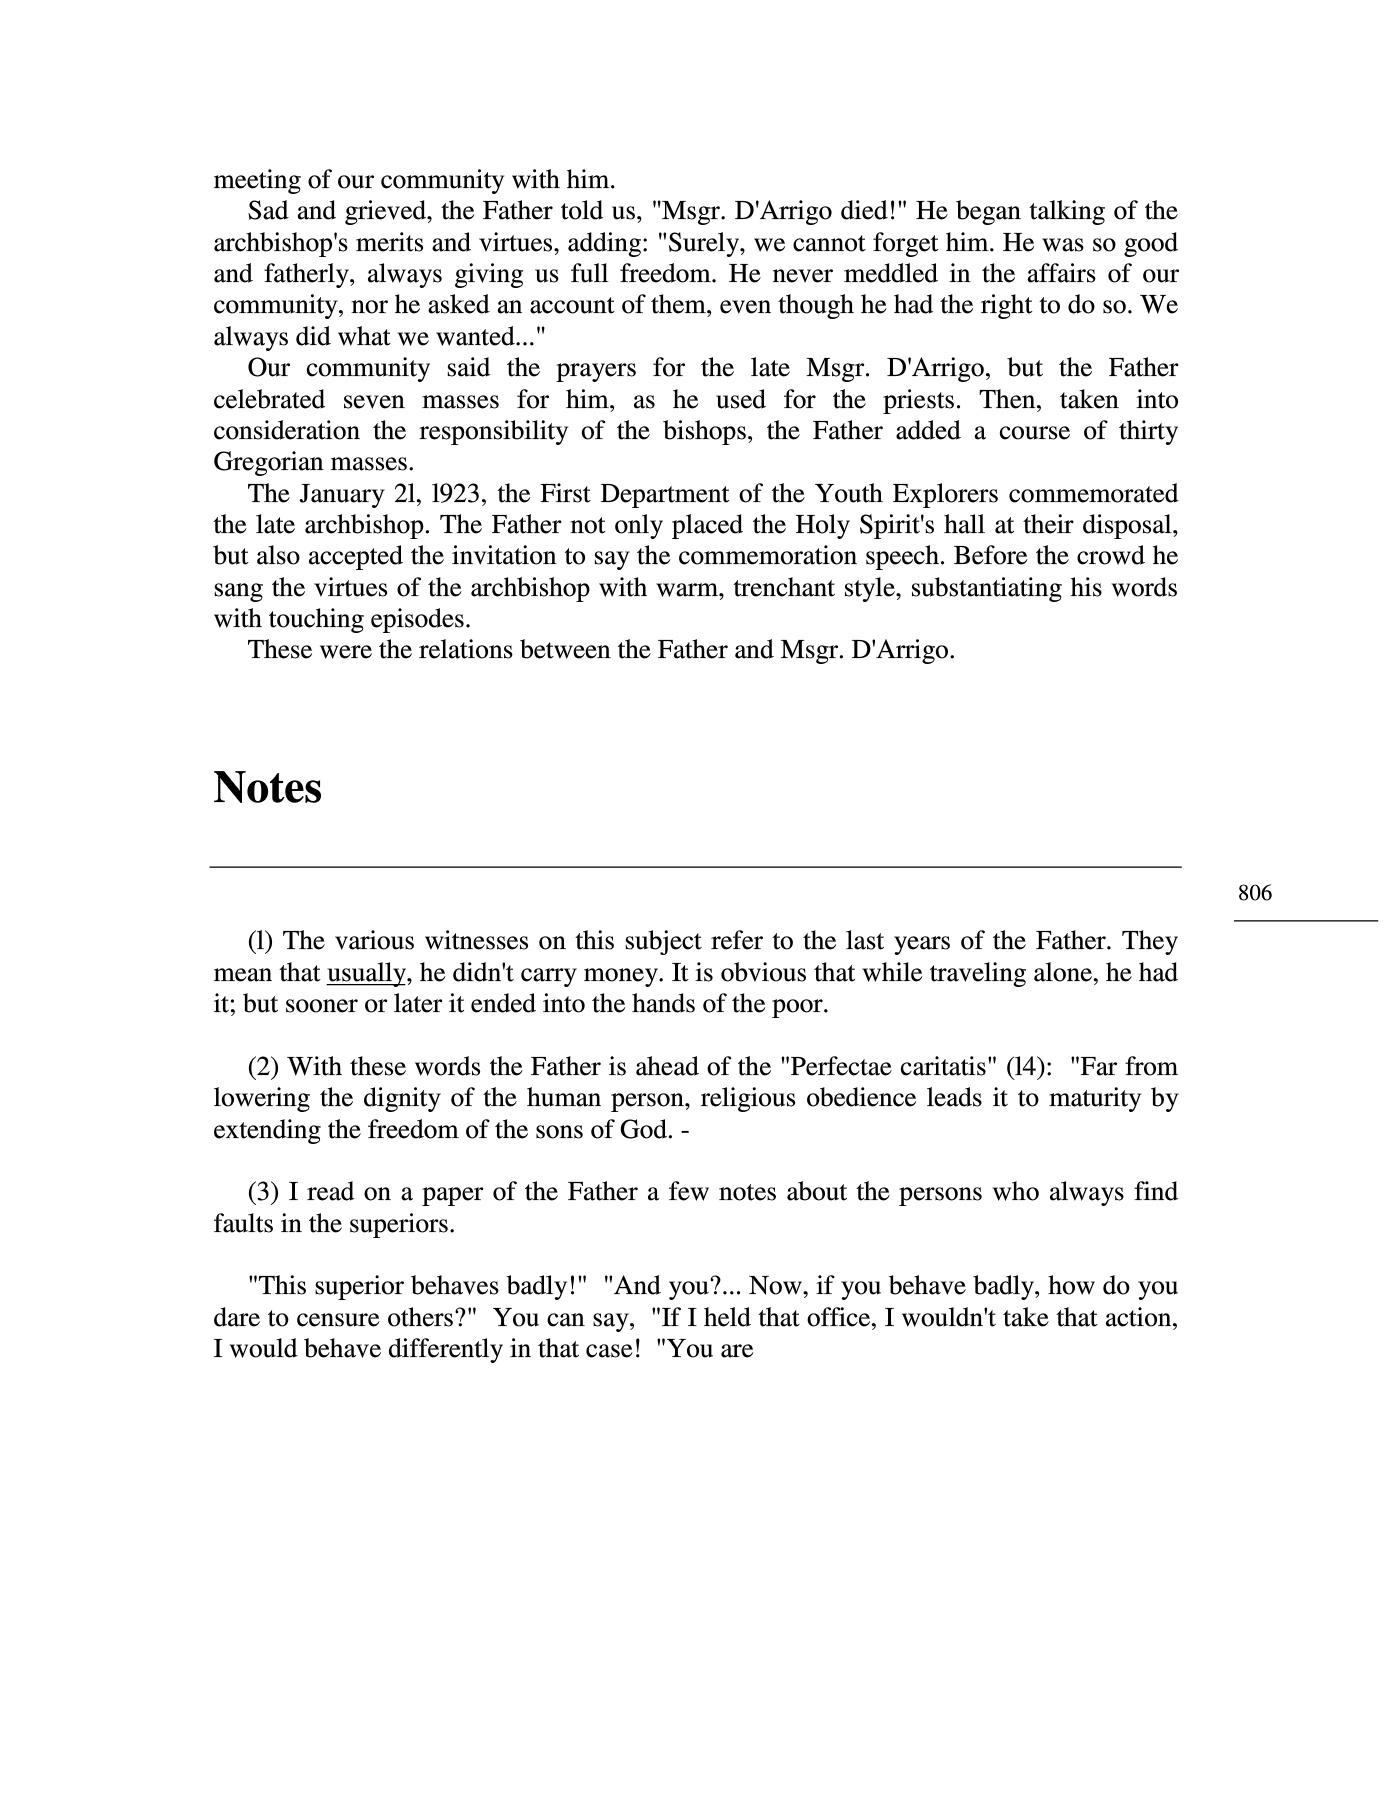 meeting of our community with him.
Sad and grieved, the Father told us, "Msgr. D'Arrigo died!" He began talking of the
archbishop's merits and virtues, adding: "Surely, we cannot forget him. He was so good
and fatherly, always giving us full freedom. He never meddled in the affairs of our
community, nor he asked an account of them, even though he had the right to do so. We
always did what we wanted..."
Our community said the prayers for the late Msgr. D'Arrigo, but the Father
celebrated seven masses for him, as he used for the priests. Then, taken into
consideration the responsibility of the bishops, the Father added a course of thirty
Gregorian masses.
The January 2l, l923, the First Department of the Youth Explorers commemorated
the late archbishop. The Father not only placed the Holy Spirit's hall at their disposal,
but also accepted the invitation to say the commemoration speech. Before the crowd he
sang the virtues of the archbishop with warm, trenchant style, substantiating his words
with touching episodes.
These were the relations between the Father and Msgr. D'Arrigo.
Notes
806
(l) The various witnesses on this subject refer to the last years of the Father. They
mean that usually, he didn't carry money. It is obvious that while traveling alone, he had
it; but sooner or later it ended into the hands of the poor.
(2) With these words the Father is ahead of the "Perfectae caritatis" (l4): "Far from
lowering the dignity of the human person, religious obedience leads it to maturity by
extending the freedom of the sons of God. -
(3) I read on a paper of the Father a few notes about the persons who always find
faults in the superiors.
"This superior behaves badly!" "And you?... Now, if you behave badly, how do you
dare to censure others?" You can say, "If I held that office, I wouldn't take that action,
I would behave differently in that case! "You are